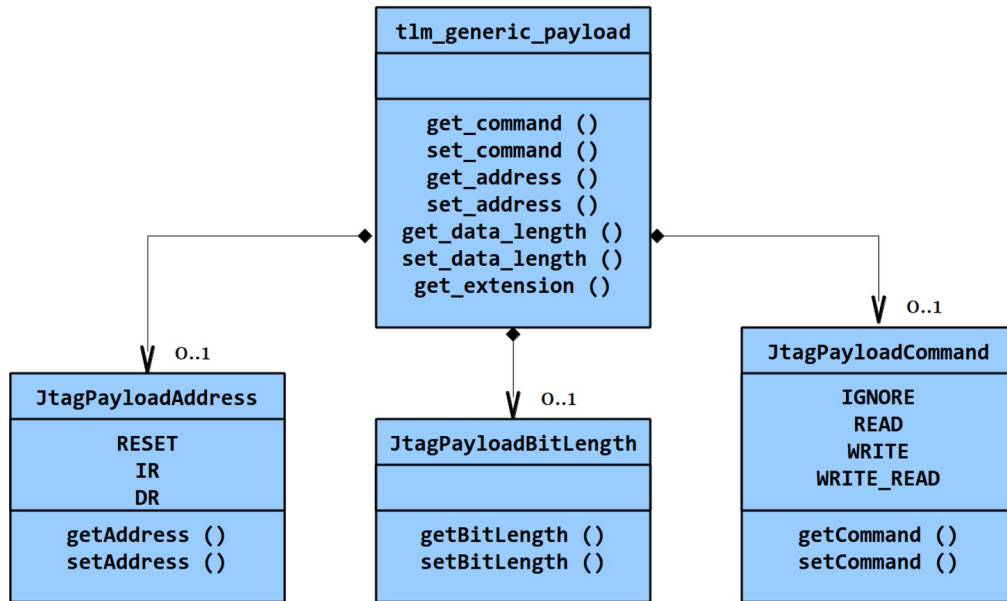 tlm_generic_payload
get_command ()
set_command ()
get_address ()
set_address ()
get_data_length ()
set_data_length ()
get_extension ()
0..1
0..1
0..1
JtagPayloadAddress
RESET
IR
DR
getAddress ()
setAddress ()
JtagPayloadBitLength
getBitLength ()
setBitLength ()
JtagPayloadCommand
IGNORE
READ
WRITE
WRITE_READ
getCommand ()
setCommand ()